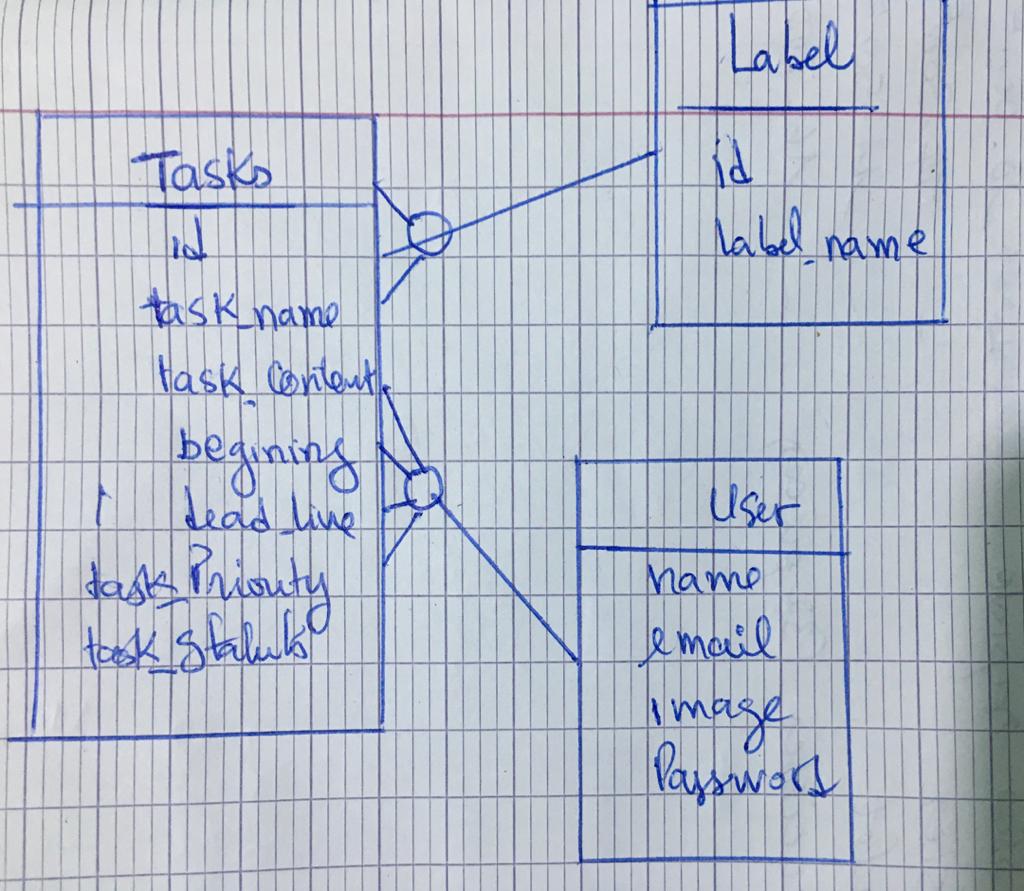 Tasks
id
task_name
task_content
begining
dead_line
task_Priority
task_Status
Label
id
label_name
User
name
email
image
Password